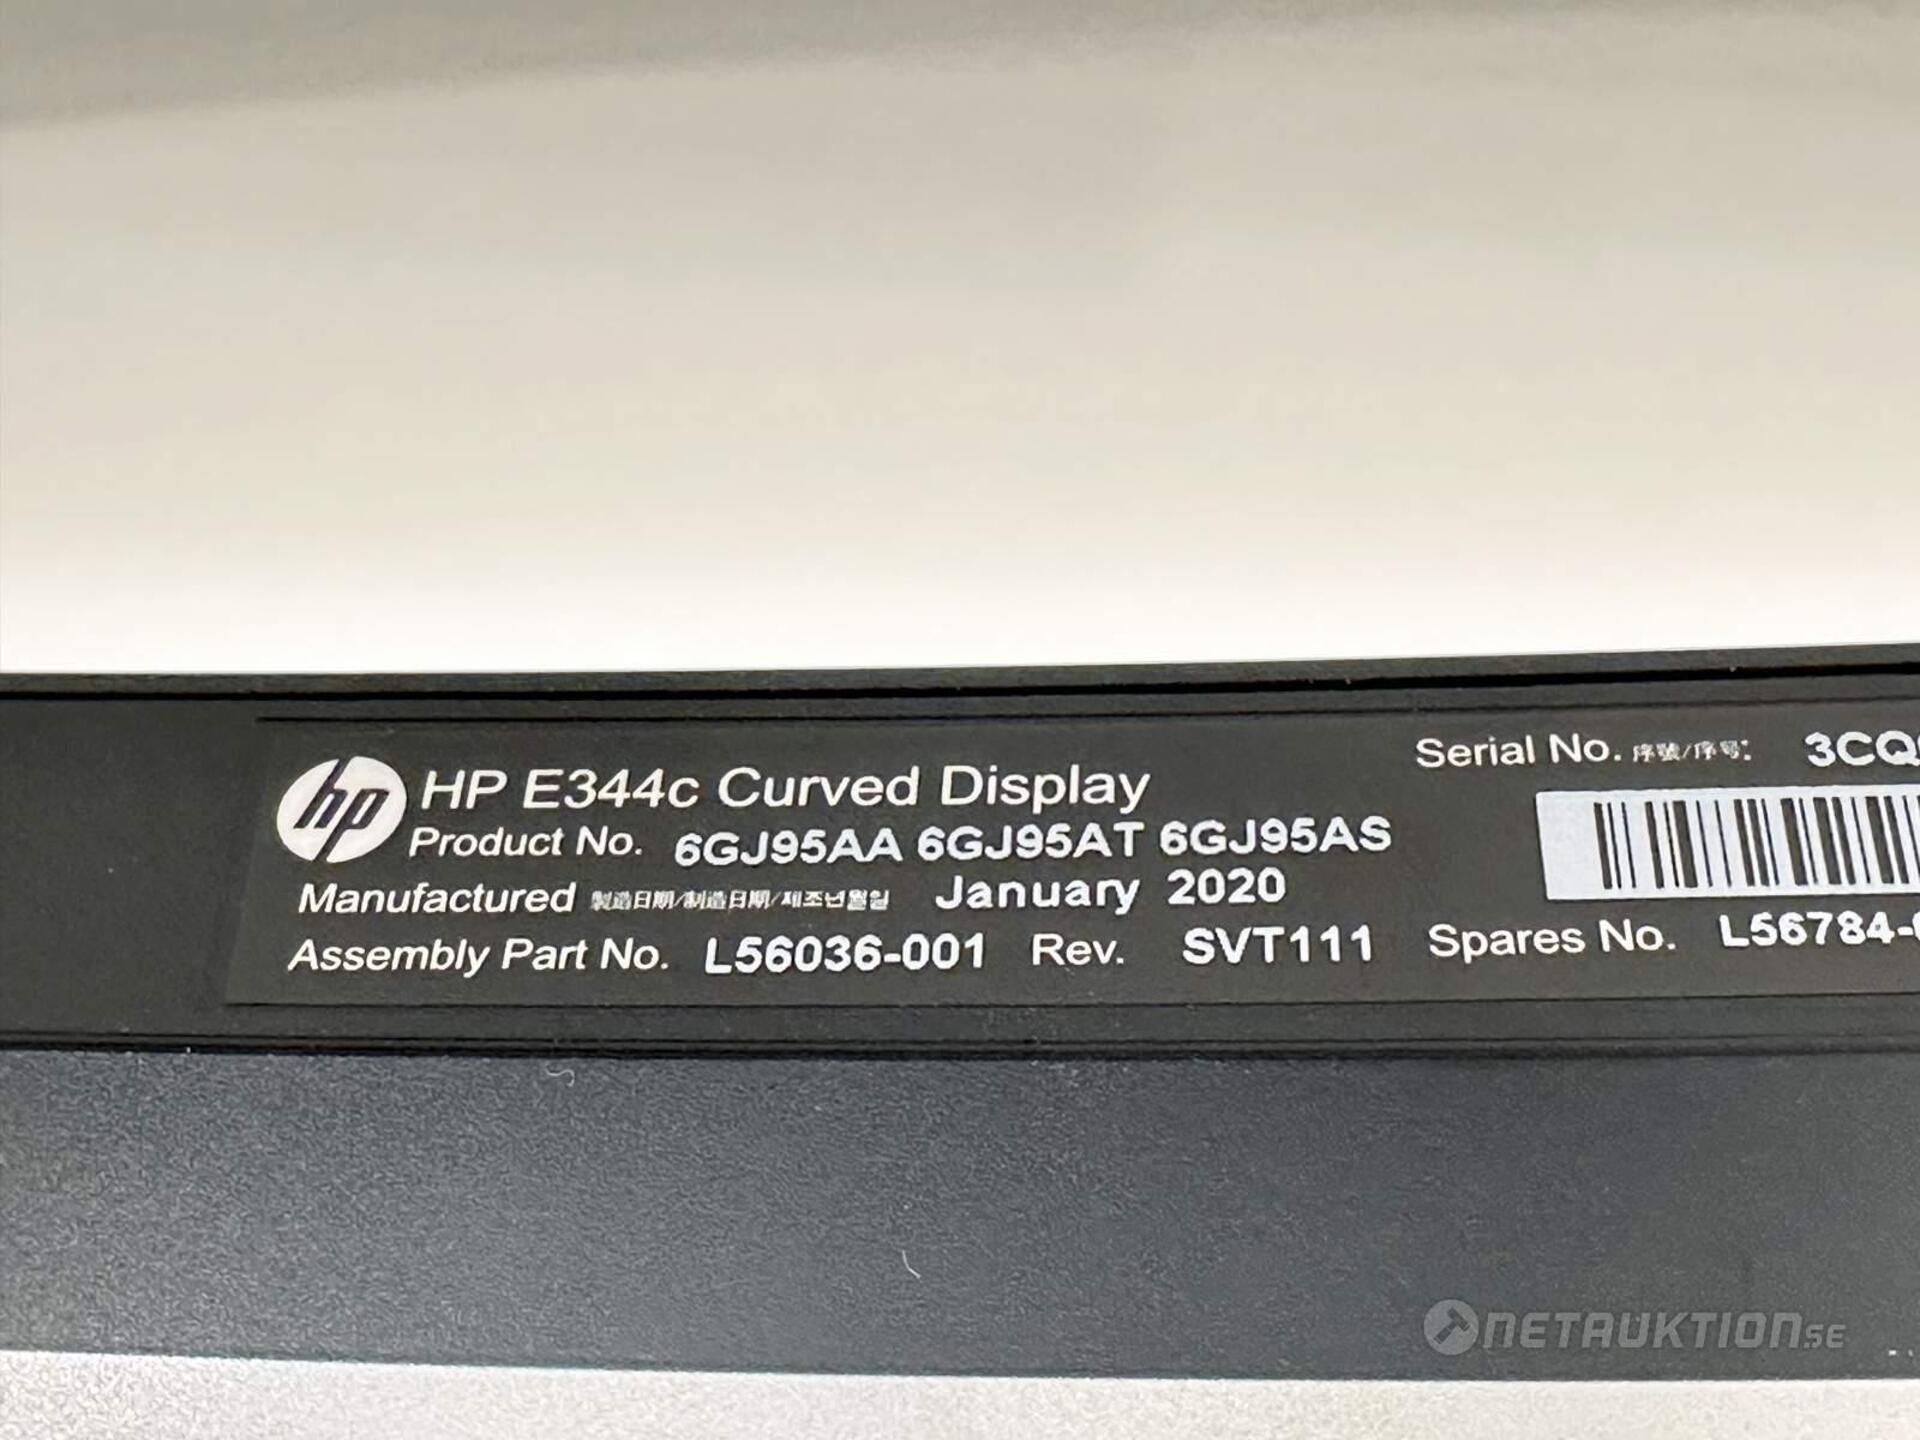 hp HP E344c Curved Display
Product No. 6GJ95AA 6GJ95AT 6GJ95AS
Manufactured 製造日期/制造日期/제조년월일 January 2020
Assembly Part No. L56036-001 Rev. SVT111 Spares No. L56784-
Serial No. 序號/序号: 3CQ
NETAUKTION.SE